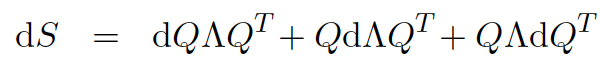 dS = dQΛQ^T + QdΛQ^T + QΛdQ^T